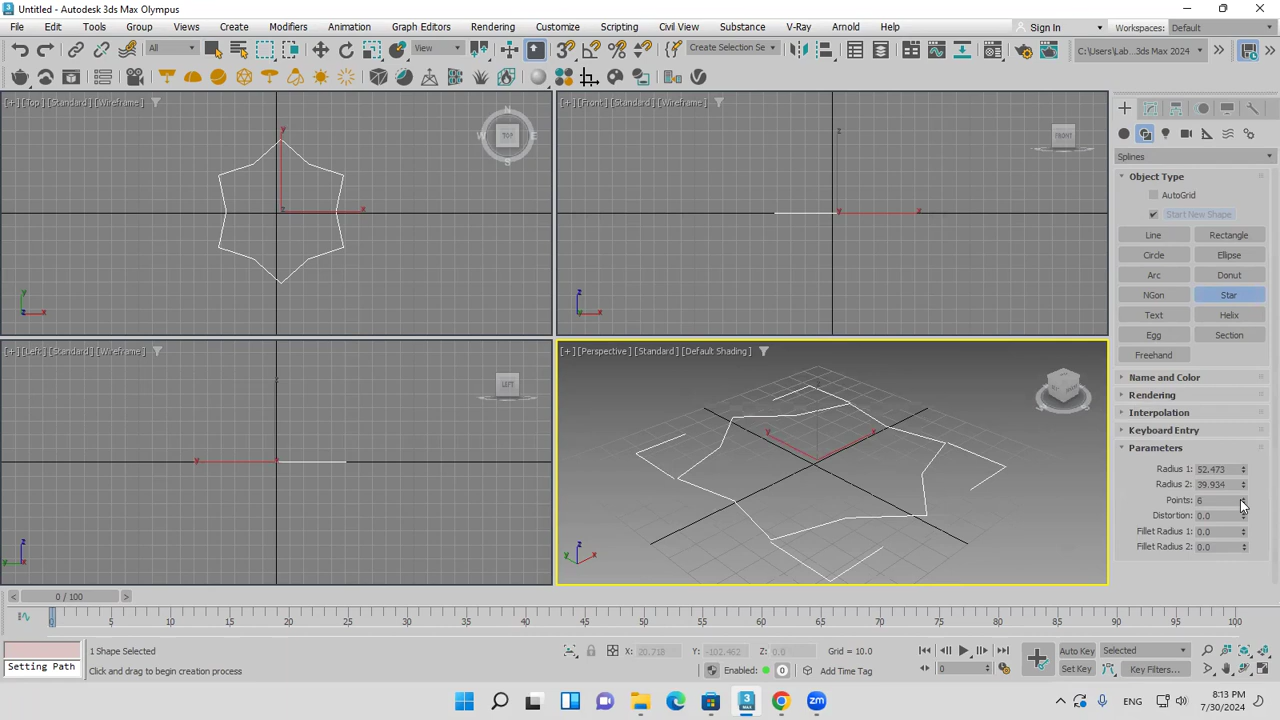 Untitled - Autodesk 3ds Max Olympus
File Edit Tools Group Views Create Modifiers Animation Graph Editors Rendering Customize Scripting Civil View Substance V-Ray Arnold Help Sign In Workspaces: Default
All View Create Selection Se C:\Users\Lab...3ds Max 2024
[+] [Top] [Standard] [Wireframe]
[+] [Front] [Standard] [Wireframe]
N
W TOP E
S
FRONT
y
z
z x
y x
y
z x
z
y x
Splines
Object Type
AutoGrid
Start New Shape
Line Rectangle
Circle Ellipse
Arc Donut
NGon Star
Text Helix
Egg Section
Freehand
Name and Color
Rendering
Interpolation
Keyboard Entry
Parameters
Radius 1: 52.473
Radius 2: 39.934
Points: 6
Distortion: 0.0
Fillet Radius 1: 0.0
Fillet Radius 2: 0.0
[+] [Left] [Standard] [Wireframe]
[+] [Perspective] [Standard] [Default Shading]
LEFT
y
y x
z
y
z
y x
0 / 100
0 5 10 15 20 25 30 35 40 45 50 55 60 65 70 75 80 85 90 95 100
Setting Path
1 Shape Selected
Click and drag to begin creation process
X: 20.718 Y: -102.462 Z: 0.0 Grid = 10.0
Enabled: 0 Add Time Tag
0
Auto Key Selected
Set Key Key Filters...
3
MAX
zm
ENG
8:13 PM
7/30/2024